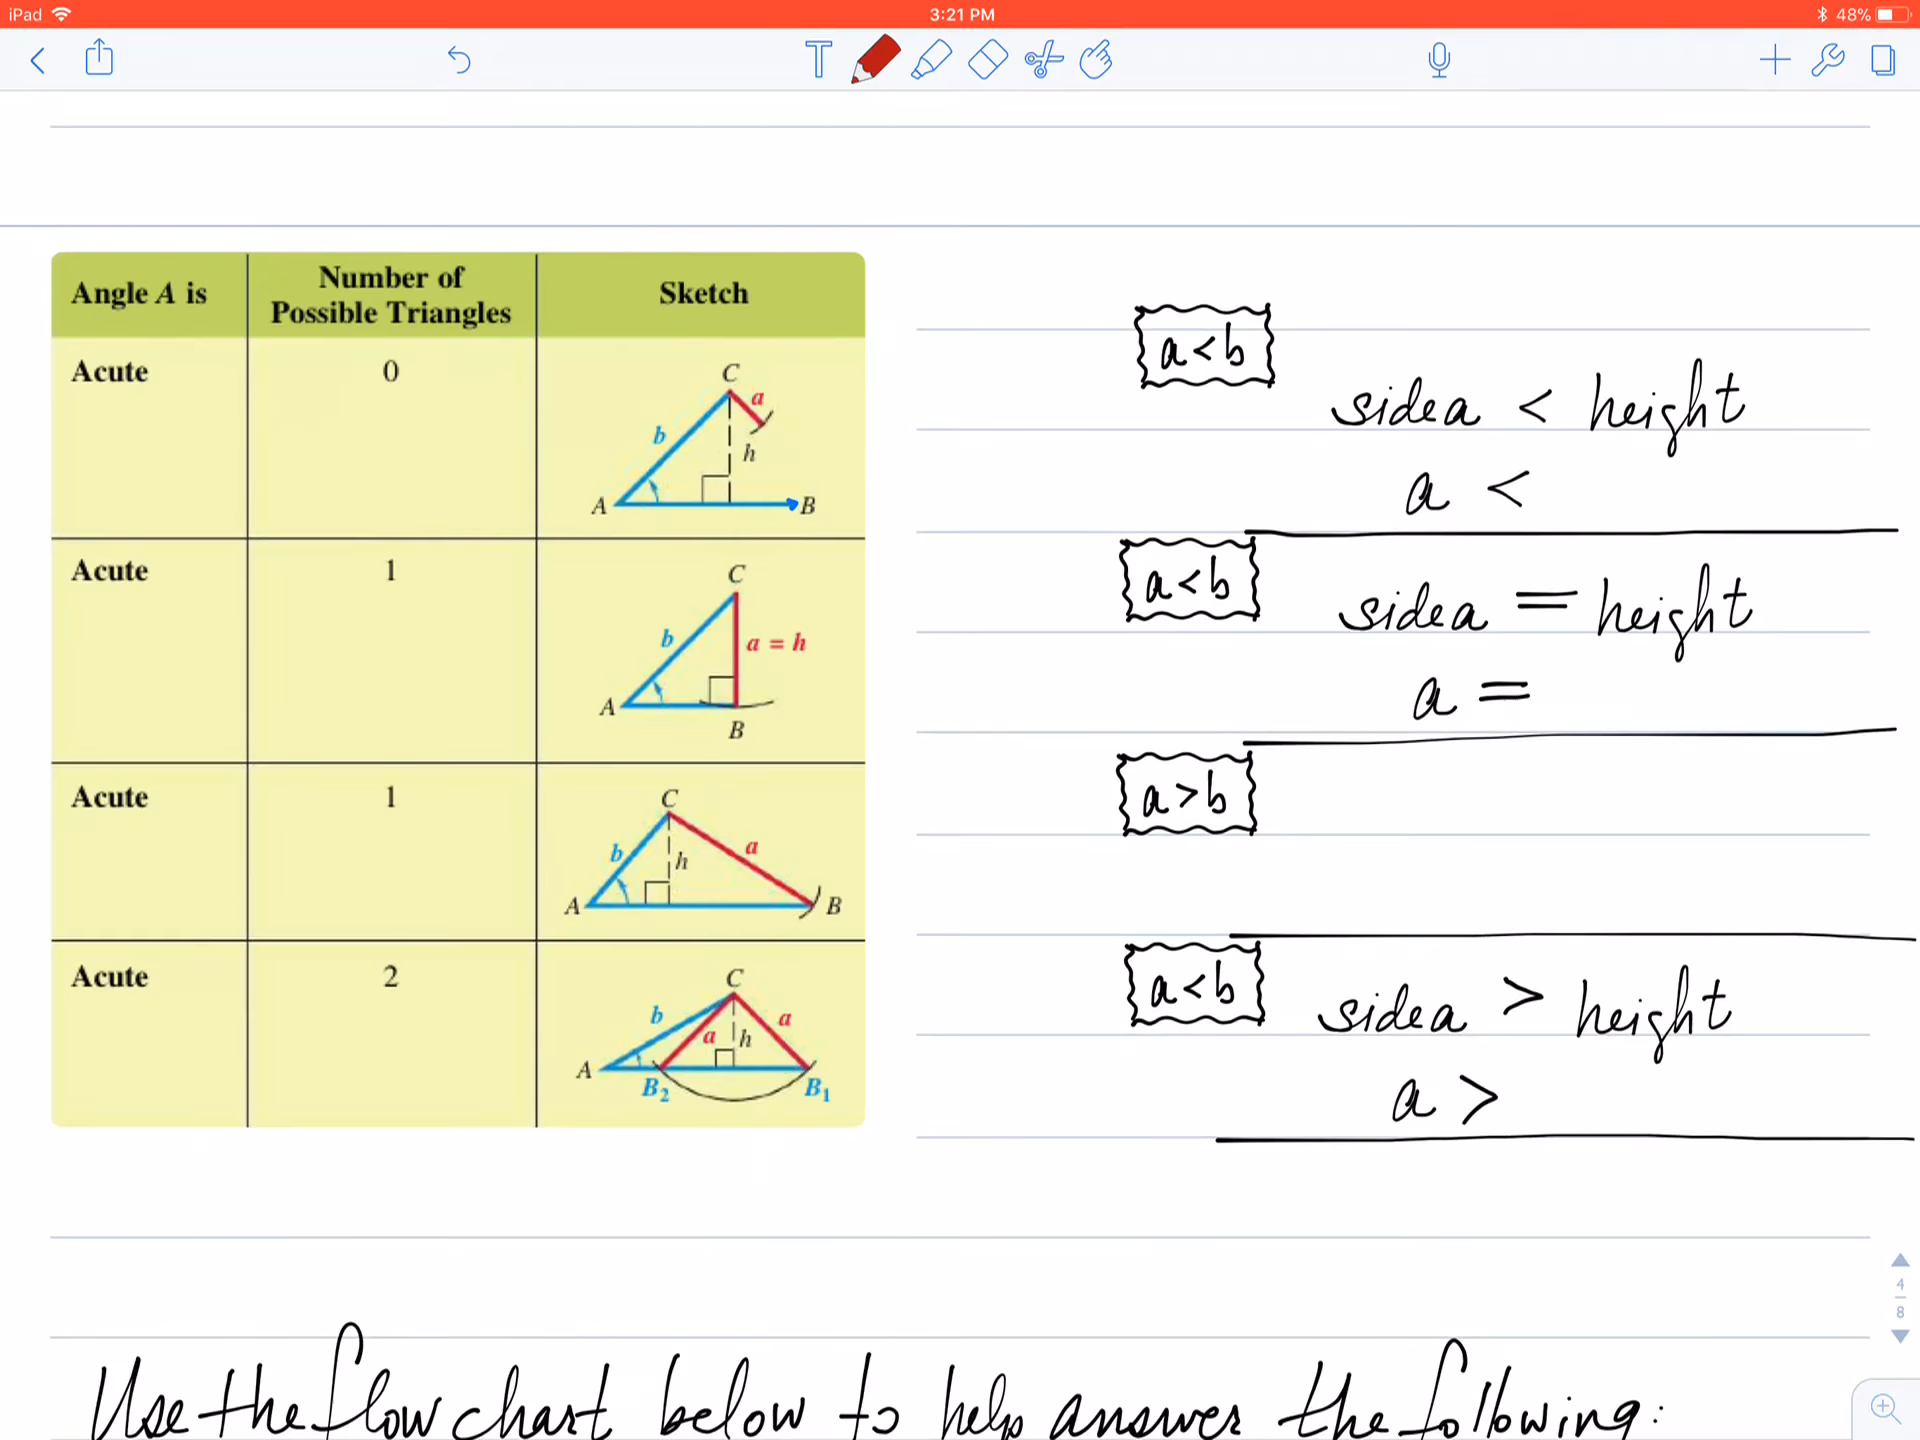 iPad 3:21 PM 48%
T
Angle A is Number of Possible Triangles Sketch
Acute 0
C
a
b
h
A B
a<b
side a < height
a <
Acute 1
C
b
a = h
A
B
a<b
side a = height
a =
Acute 1
C
b
a
h
A B
a>b
Acute 2
C
b
a
a
h
A
B2 B1
a<b
side a > height
a >
4
8
Use the flow chart below to help answer the following: